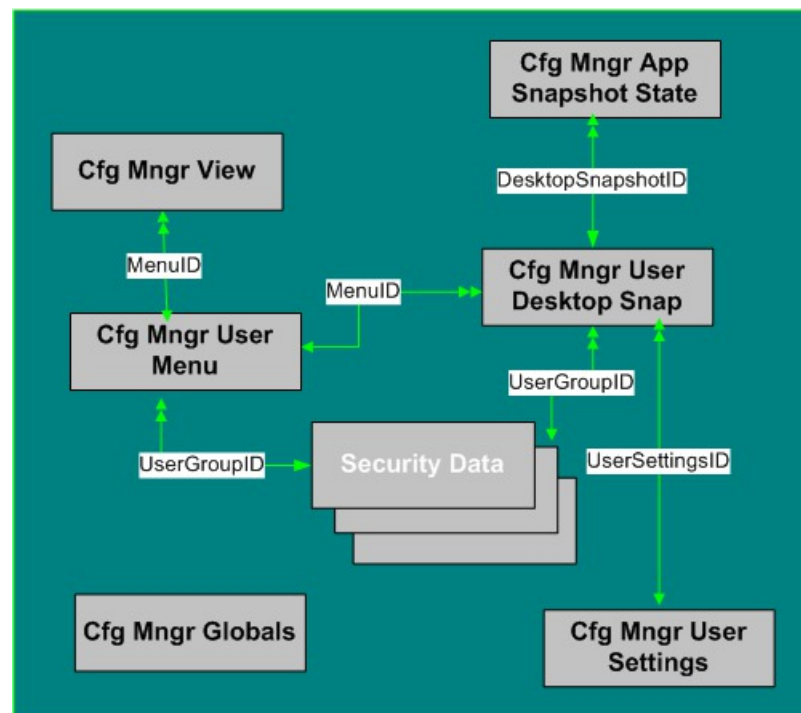 Cfg Mngr App
Snapshot State
Cfg Mngr View
DesktopSnapshotID
MenuID
Cfg Mngr User
Desktop Snap
MenuID
Cfg Mngr User
Menu
UserGroupID
UserGroupID
Security Data
UserSettingsID
Cfg Mngr Globals
Cfg Mngr User
Settings